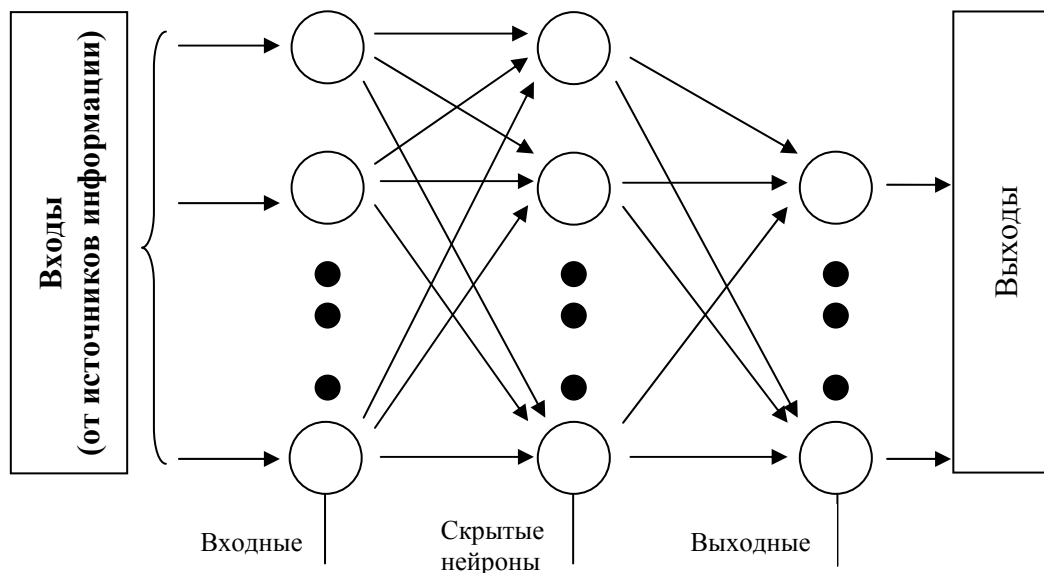 Входы
(от источников информации)
Выходы
Входные
Скрытые
нейроны
Выходные